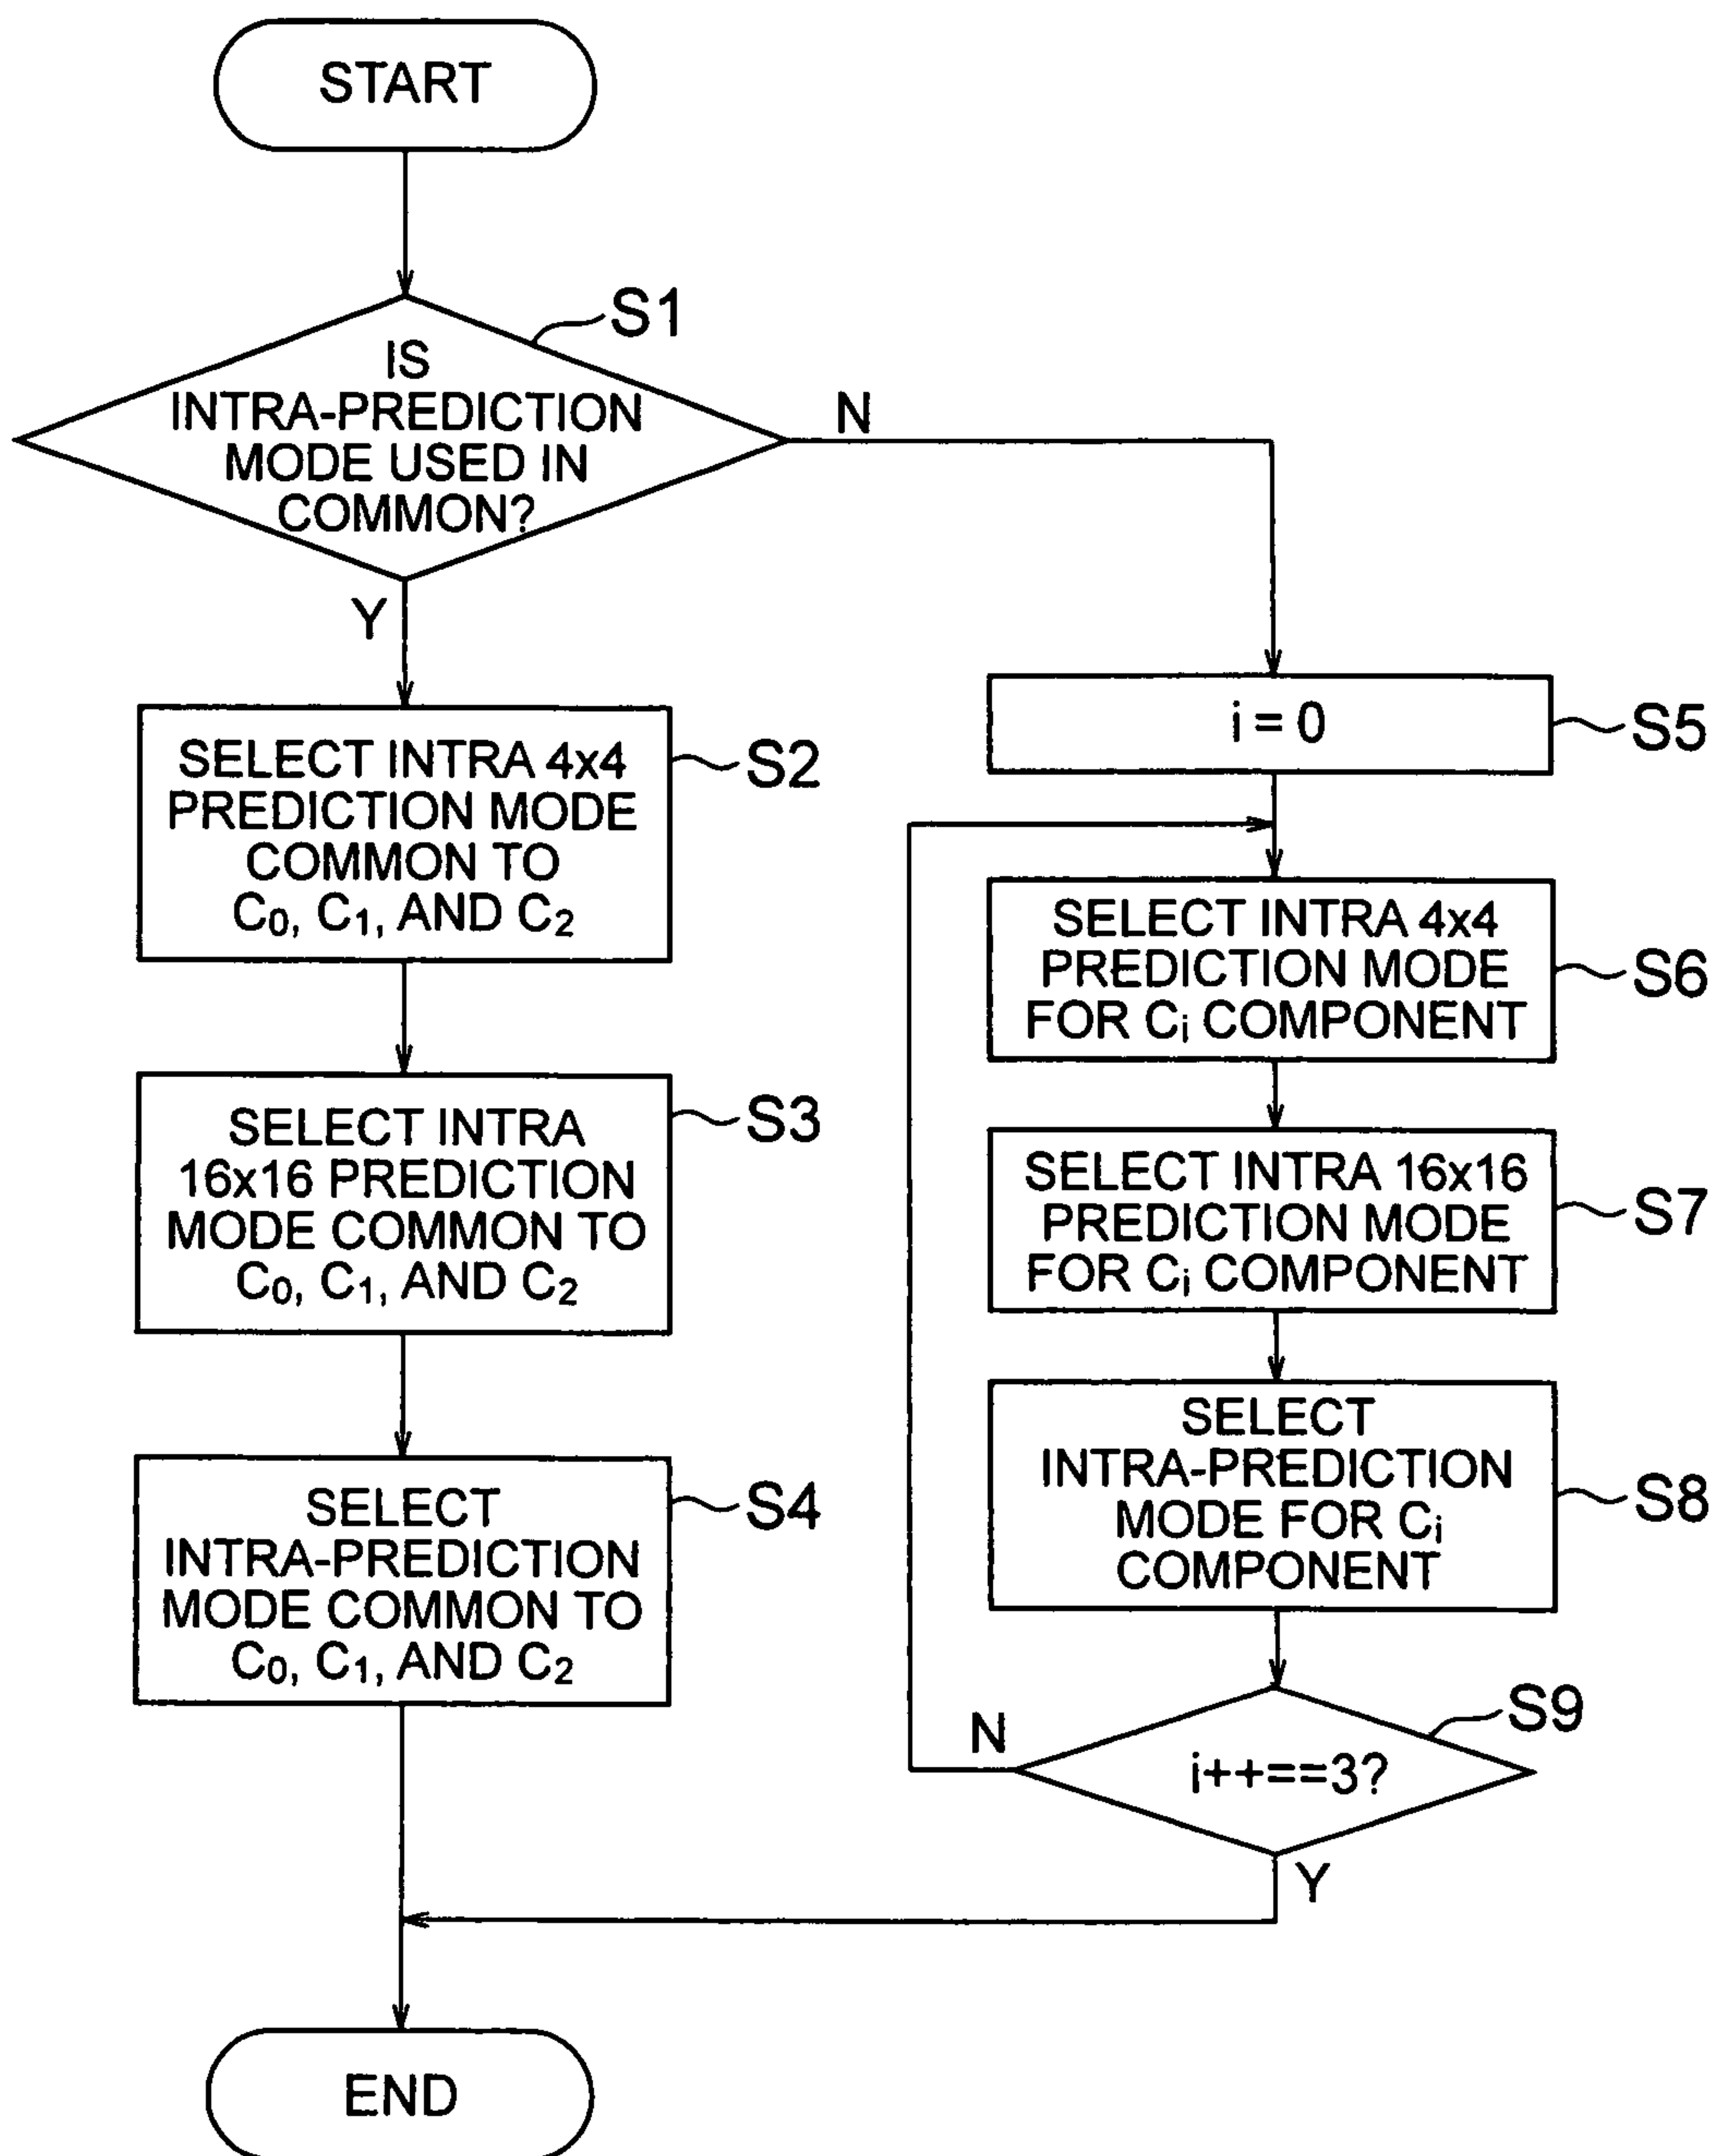 START
S1
IS
INTRA-PREDICTION
MODE USED IN
COMMON?
N
Y
SELECT INTRA 4x4
PREDICTION MODE
COMMON TO
C0, C1, AND C2
S2
SELECT INTRA
16x16 PREDICTION
MODE COMMON TO
C0, C1, AND C2
S3
SELECT
INTRA-PREDICTION
MODE COMMON TO
C0, C1, AND C2
S4
i = 0
S5
SELECT INTRA 4x4
PREDICTION MODE
FOR Ci COMPONENT
S6
SELECT INTRA 16x16
PREDICTION MODE
FOR Ci COMPONENT
S7
SELECT
INTRA-PREDICTION
MODE FOR Ci
COMPONENT
S8
S9
N
i++==3?
Y
END